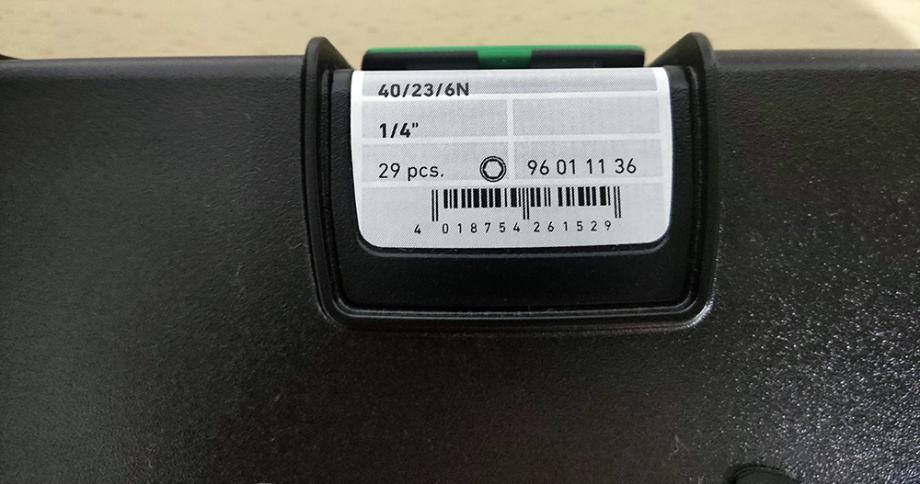 40/23/6N
1/4"
29 pcs. 96 01 11 36
4 018754 261529